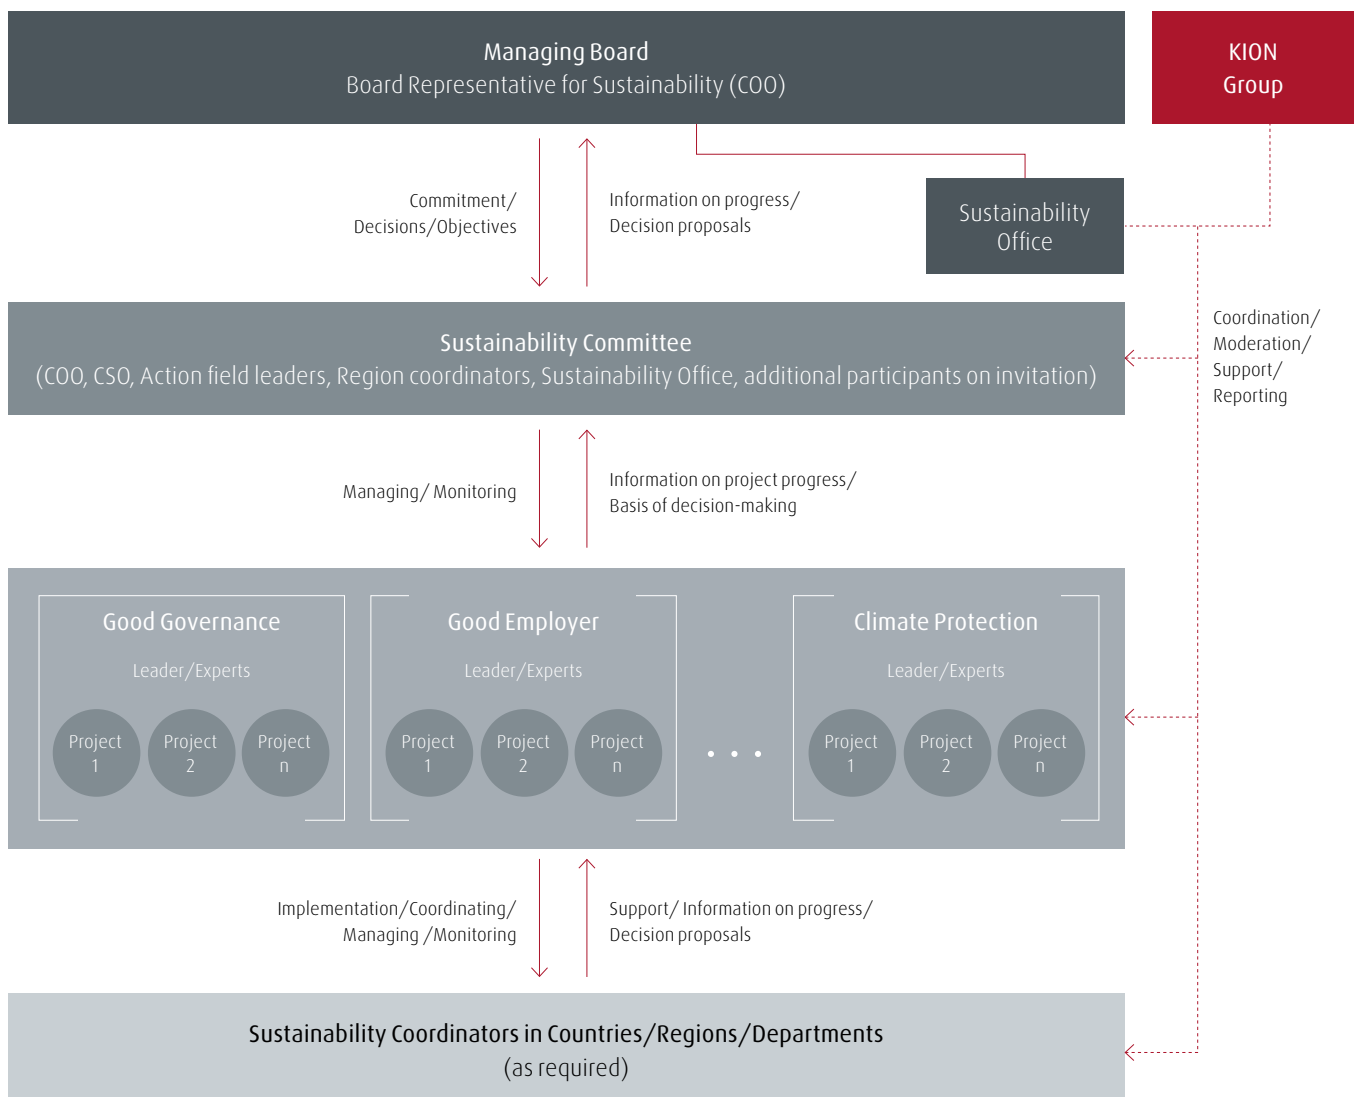 Managing Board
Board Representative for Sustainability (COO)
KION
Group
Commitment/
Decisions/Objectives
Information on progress/
Decision proposals
Sustainability
Office
Sustainability Committee
(COO, CSO, Action field leaders, Region coordinators, Sustainability Office, additional participants on invitation)
Coordination/
Moderation/
Support/
Reporting
Managing/ Monitoring
Information on project progress/
Basis of decision-making
Good Governance
Leader/Experts
Project
1
Project
2
Project
n
Good Employer
Leader/Experts
Project
1
Project
2
Project
n
. . .
Climate Protection
Leader/Experts
Project
1
Project
2
Project
n
Implementation/Coordinating/
Managing /Monitoring
Support/ Information on progress/
Decision proposals
Sustainability Coordinators in Countries/Regions/Departments
(as required)